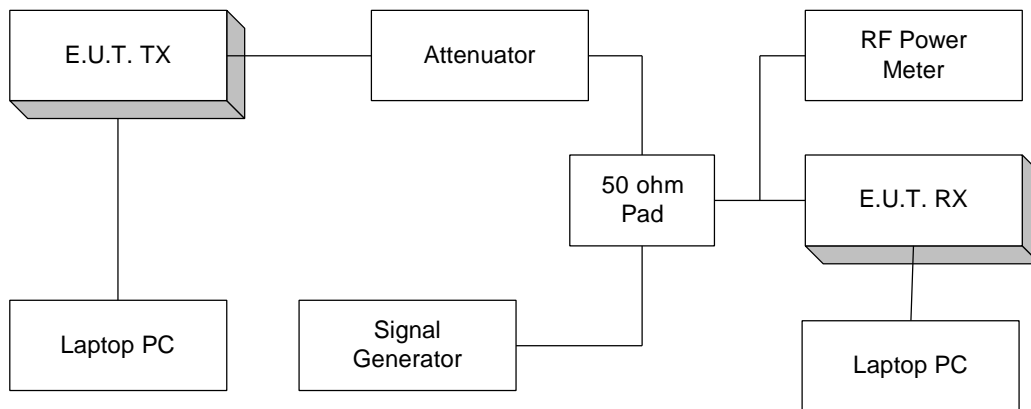 E.U.T. TX
Attenuator
RF Power
Meter
50 ohm
Pad
E.U.T. RX
Laptop PC
Signal
Generator
Laptop PC